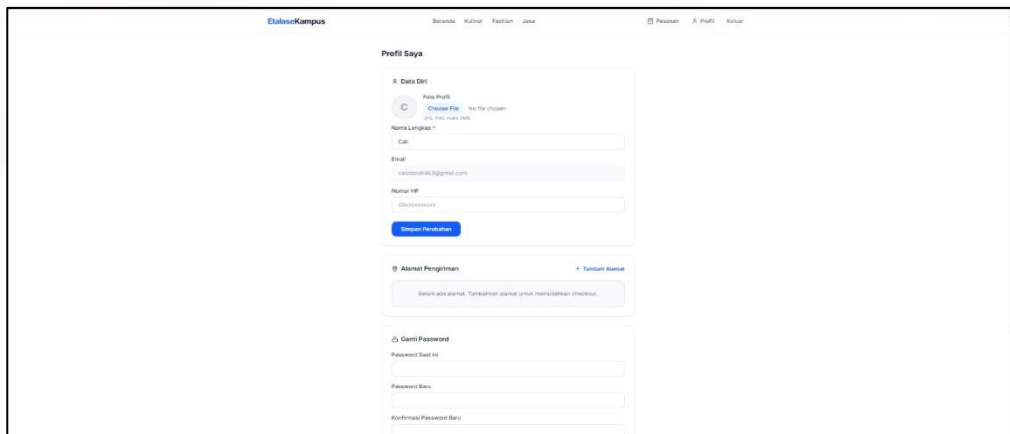 EtalaseKampus Beranda Kuliner Fashion Jasa Pesanan Profil Keluar
Profil Saya
Data Diri
C
Foto Profil
Choose File No file chosen
JPG, PNG maks. 2MB
Nama Lengkap *
Cali
Email
Nomor HP
Simpan Perubahan
Alamat Pengiriman + Tambah Alamat
Belum ada alamat. Tambahkan alamat untuk memudahkan checkout.
Ganti Password
Password Saat Ini
Password Baru
Konfirmasi Password Baru